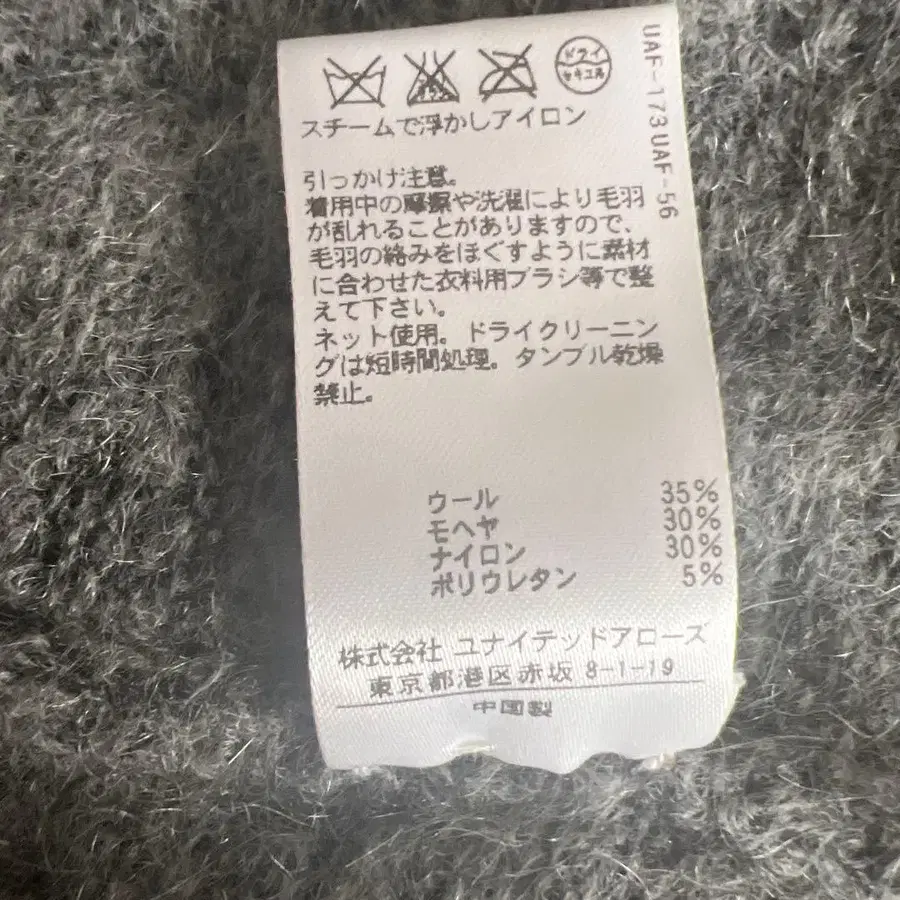 ドライ
セキユ系
スチームで浮かしアイロン
引っかけ注意。
着用中の摩擦や洗濯により毛羽
が乱れることがありますので、
毛羽の絡みをほぐすように素材
に合わせた衣料用ブラシ等で整
えて下さい。
ネット使用。ドライクリーニン
グは短時間処理。タンブル乾燥
禁止。
ウール 35%
モヘヤ 30%
ナイロン 30%
ポリウレタン 5%
株式会社 ユナイテッドアローズ
東京都港区赤坂 8-1-19
中国製
UAF-173UAF-56